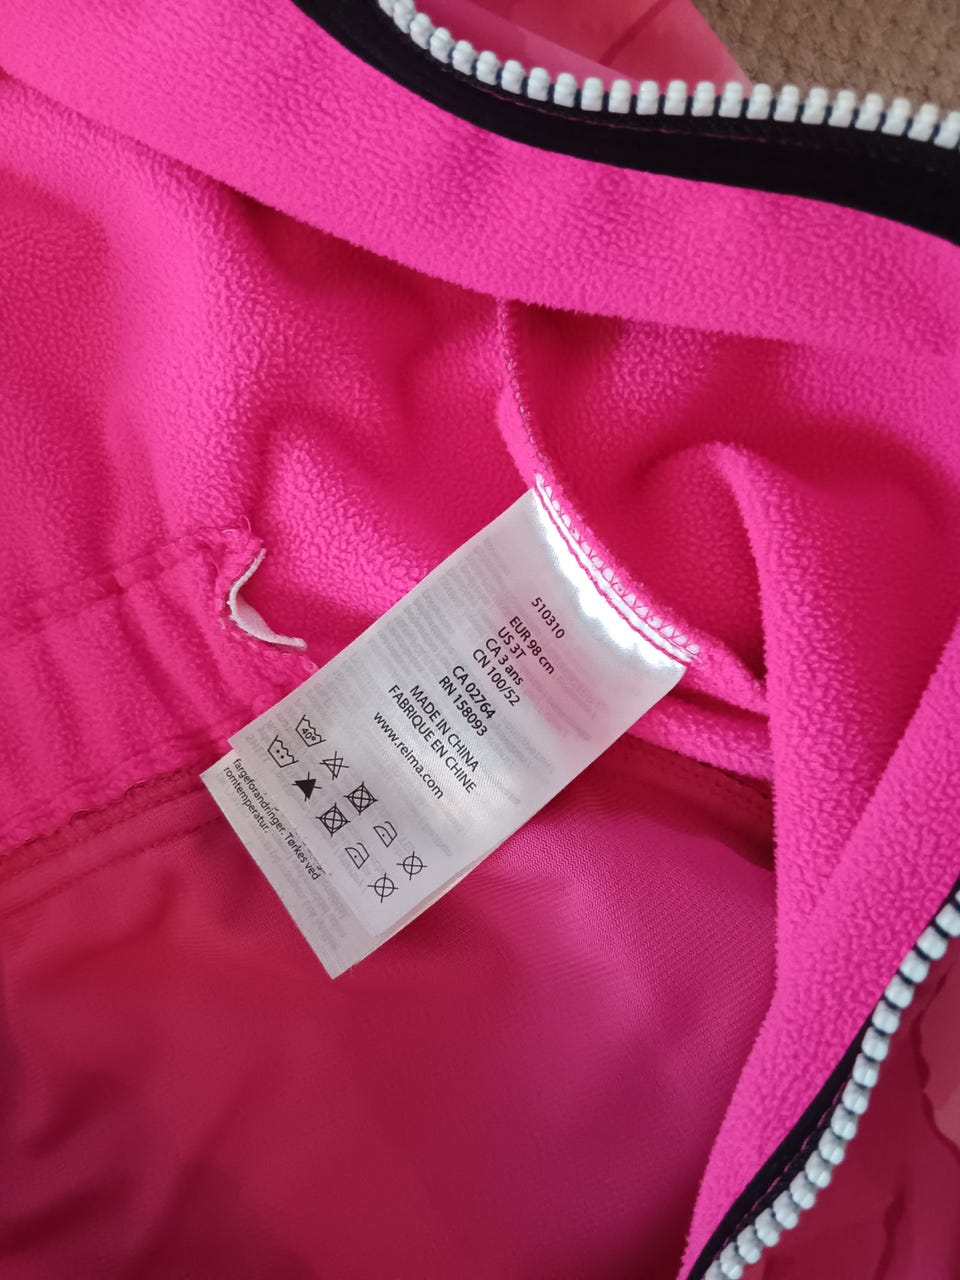 510310
EUR 98 cm
US 3T
CA 3 ans
CN 100/52
CA 02764
RN 158093
MADE IN CHINA
FABRIQUE EN CHINE
www.reima.com
40°
fargeforandringer. Tørkes ved
romtemperatur.